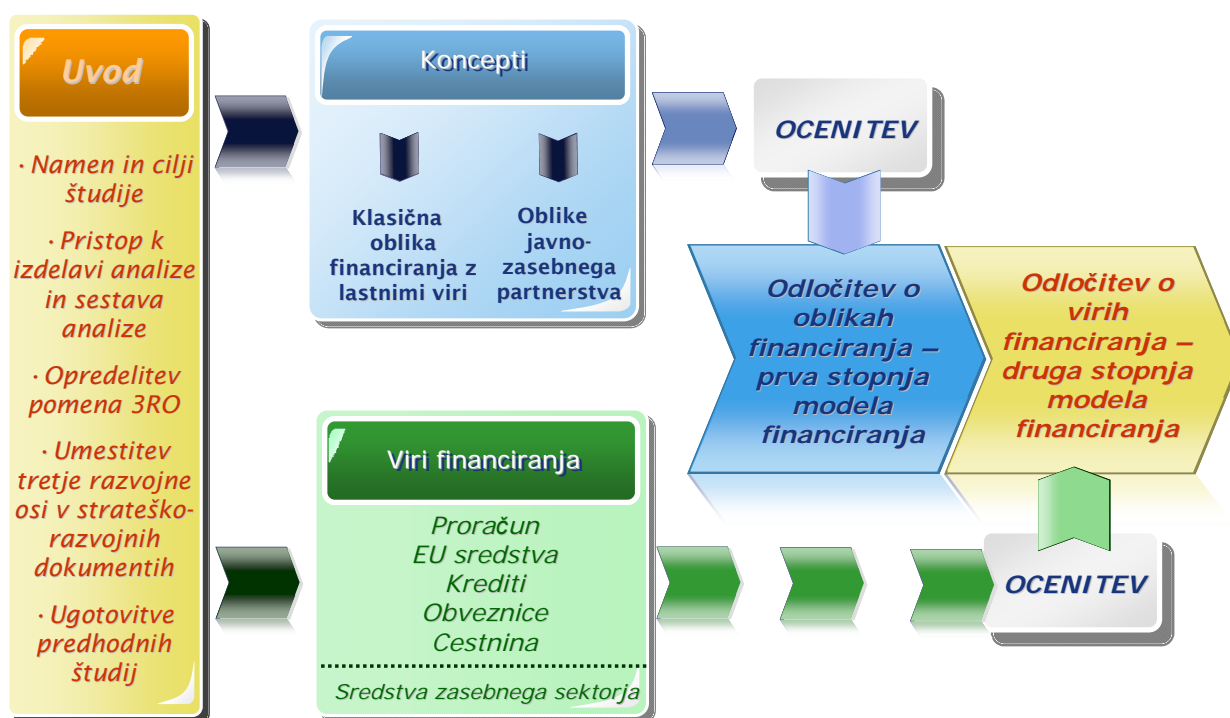 Uvod
· Namen in cilji
študije
· Pristop k
izdelavi analize
in sestava
analize
· Opredelitev
pomena 3RO
· Umestitev
tretje razvojne
osi v strateško-
razvojnih
dokumentih
· Ugotovitve
predhodnih
študij
Koncepti
Klasična
oblika
financiranja z
lastnimi viri
Oblike
javno-
zasebnega
partnerstva
OCENITEV
Odločitev o
oblikah
financiranja –
prva stopnja
modela
financiranja
Odločitev o
virih
financiranja –
druga stopnja
modela
financiranja
Viri financiranja
Proračun
EU sredstva
Krediti
Obveznice
Cestnina
Sredstva zasebnega sektorja
OCENITEV